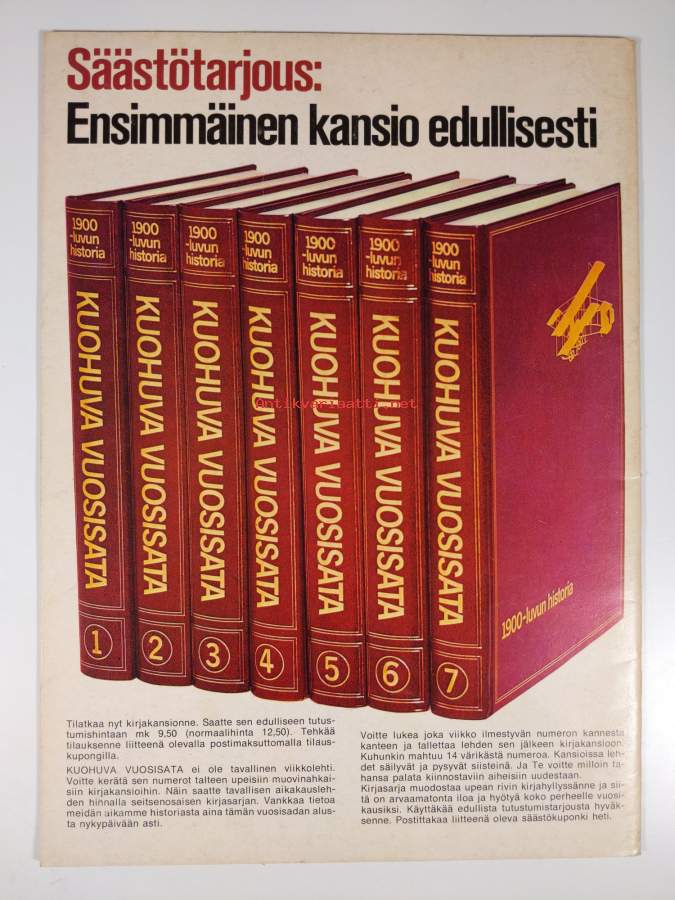 Säästötarjous:
Ensimmäinen kansio edullisesti
1900
-luvun
historia
KUOHUVA VUOSISATA
1
1900
-luvun
historia
KUOHUVA VUOSISATA
2
1900
-luvun
historia
KUOHUVA VUOSISATA
3
1900
-luvun
historia
KUOHUVA VUOSISATA
4
1900
-luvun
historia
KUOHUVA VUOSISATA
5
1900
-luvun
historia
KUOHUVA VUOSISATA
6
1900
-luvun
historia
KUOHUVA VUOSISATA
7
1900-luvun historia
Antikvariaatti.net
Tilatkaa nyt kirjakansionne. Saatte sen edulliseen tutus-
tumishintaan mk 9,50 (normaalihinta 12,50). Tehkää
tilauksenne liitteenä olevalla postimaksuttomalla tilaus-
kupongilla.
KUOHUVA VUOSISATA ei ole tavallinen viikkolehti.
Voitte kerätä sen numerot talteen upeisiin muovinahkai-
siin kirjakansioihin. Näin saatte tavallisen aikakausleh-
den hinnalla seitsenosaisen kirjasarjan. Vankkaa tietoa
meidän aikamme historiasta aina tämän vuosisadan alus-
ta nykypäivään asti.
Voitte lukea joka viikko ilmestyvän numeron kannesta
kanteen ja tallettaa lehden sen jälkeen kirjakansioon.
Kuhunkin mahtuu 14 värikästä numeroa. Kansioissa leh-
det säilyvät ja pysyvät siisteinä. Ja Te voitte milloin ta-
hansa palata kiinnostaviin aiheisiin uudestaan.
Kirjasarja muodostaa upean rivin kirjahyllyssänne ja sii-
tä on arvaamatonta iloa ja hyötyä koko perheelle vuosi-
kausiksi. Käyttäkää edullista tutustumistarjousta hyväk-
senne. Postittakaa liitteenä oleva säästökuponki heti.